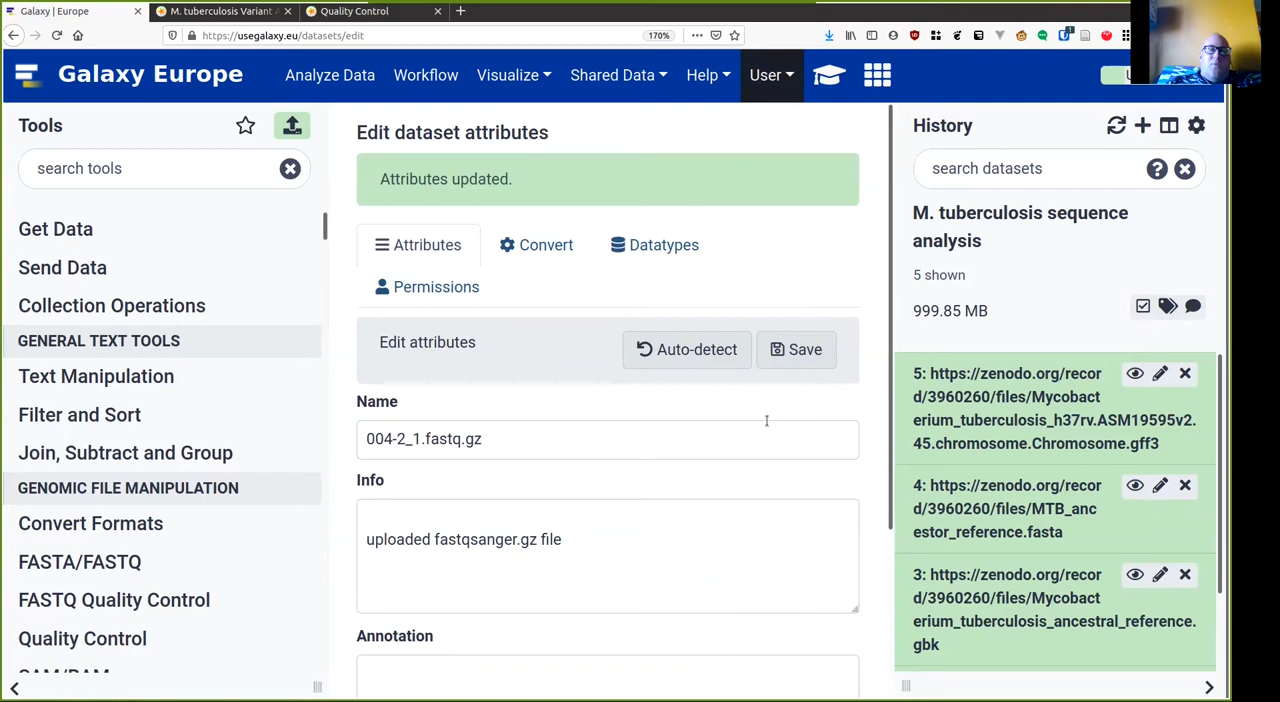 Galaxy | Europe
M. tuberculosis Variant A
Quality Control
https://usegalaxy.eu/datasets/edit
170%
Galaxy Europe
Analyze Data
Workflow
Visualize
Shared Data
Help
User
Tools
search tools
Get Data
Send Data
Collection Operations
GENERAL TEXT TOOLS
Text Manipulation
Filter and Sort
Join, Subtract and Group
GENOMIC FILE MANIPULATION
Convert Formats
FASTA/FASTQ
FASTQ Quality Control
Quality Control
SAM/BAM
Edit dataset attributes
Attributes updated.
Attributes
Convert
Datatypes
Permissions
Edit attributes
Auto-detect
Save
Name
004-2_1.fastq.gz
Info
uploaded fastqsanger.gz file
Annotation
History
search datasets
M. tuberculosis sequence
analysis
5 shown
999.85 MB
5: https://zenodo.org/recor
d/3960260/files/Mycobact
erium_tuberculosis_h37rv.ASM19595v2.
45.chromosome.Chromosome.gff3
4: https://zenodo.org/recor
d/3960260/files/MTB_anc
estor_reference.fasta
3: https://zenodo.org/recor
d/3960260/files/Mycobact
erium_tuberculosis_ancestral_reference.
gbk